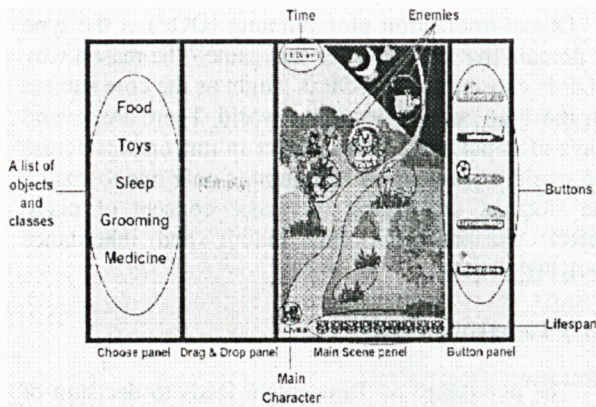 Time
Enemies
Food
Toys
Sleep
Grooming
Medicine
A list of
objects
and
classes
Buttons
Lifespan
LIVES
Choose panel
Drag & Drop panel
Main Scene panel
Button panel
Main
Character